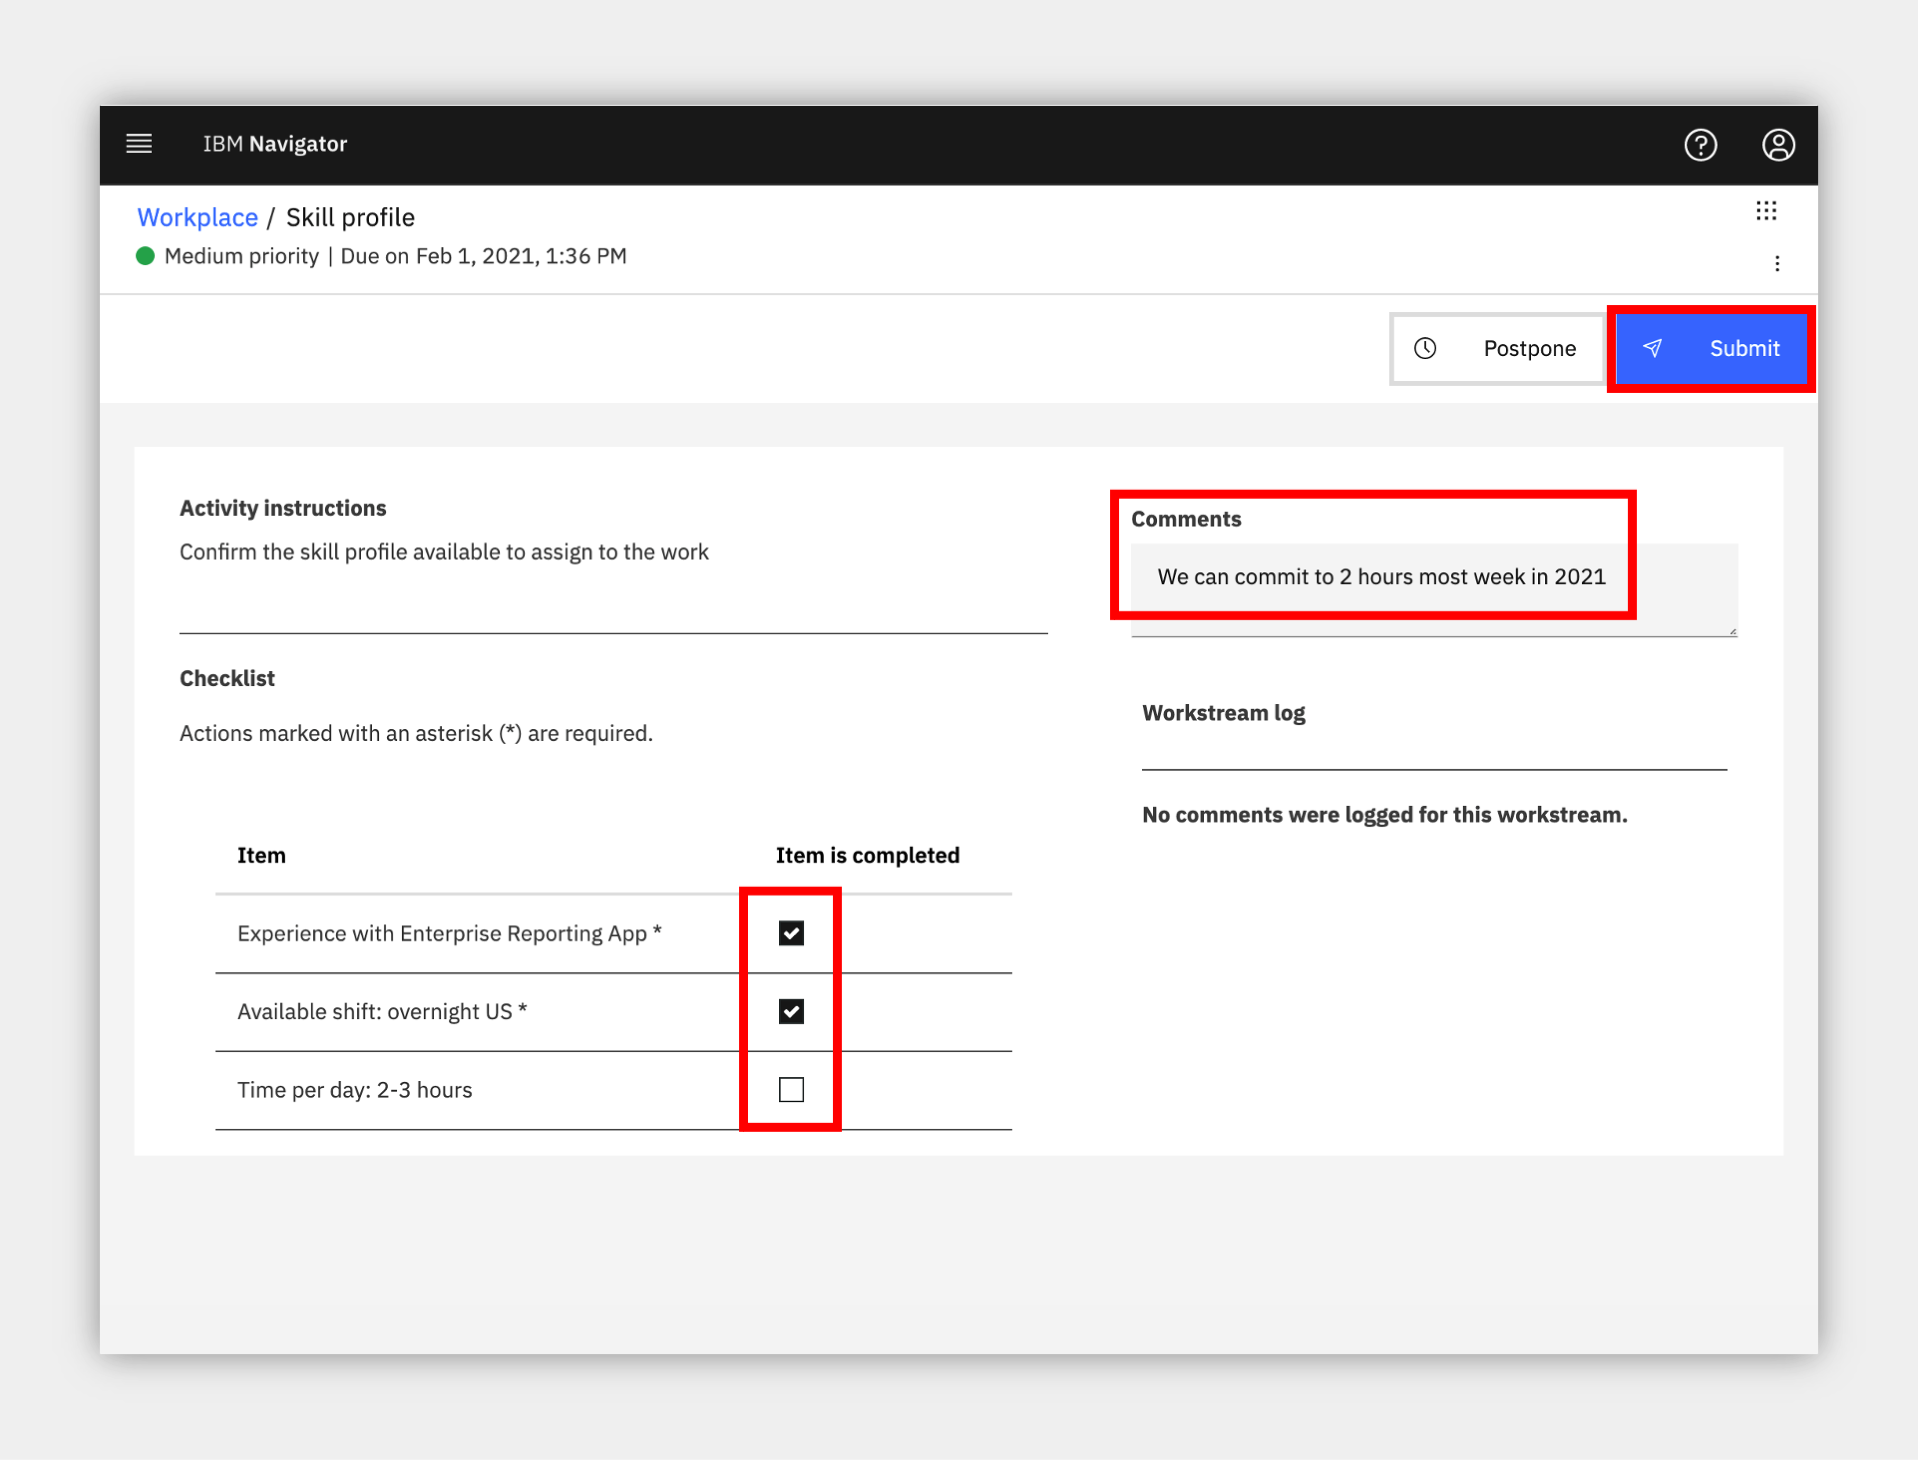 IBM Navigator
Workplace / Skill profile
Medium priority | Due on Feb 1, 2021, 1:36 PM
Postpone
Submit
Activity instructions
Confirm the skill profile available to assign to the work
Checklist
Actions marked with an asterisk (*) are required.
Item Item is completed
Experience with Enterprise Reporting App *
Available shift: overnight US *
Time per day: 2-3 hours
Comments
We can commit to 2 hours most week in 2021
Workstream log
No comments were logged for this workstream.